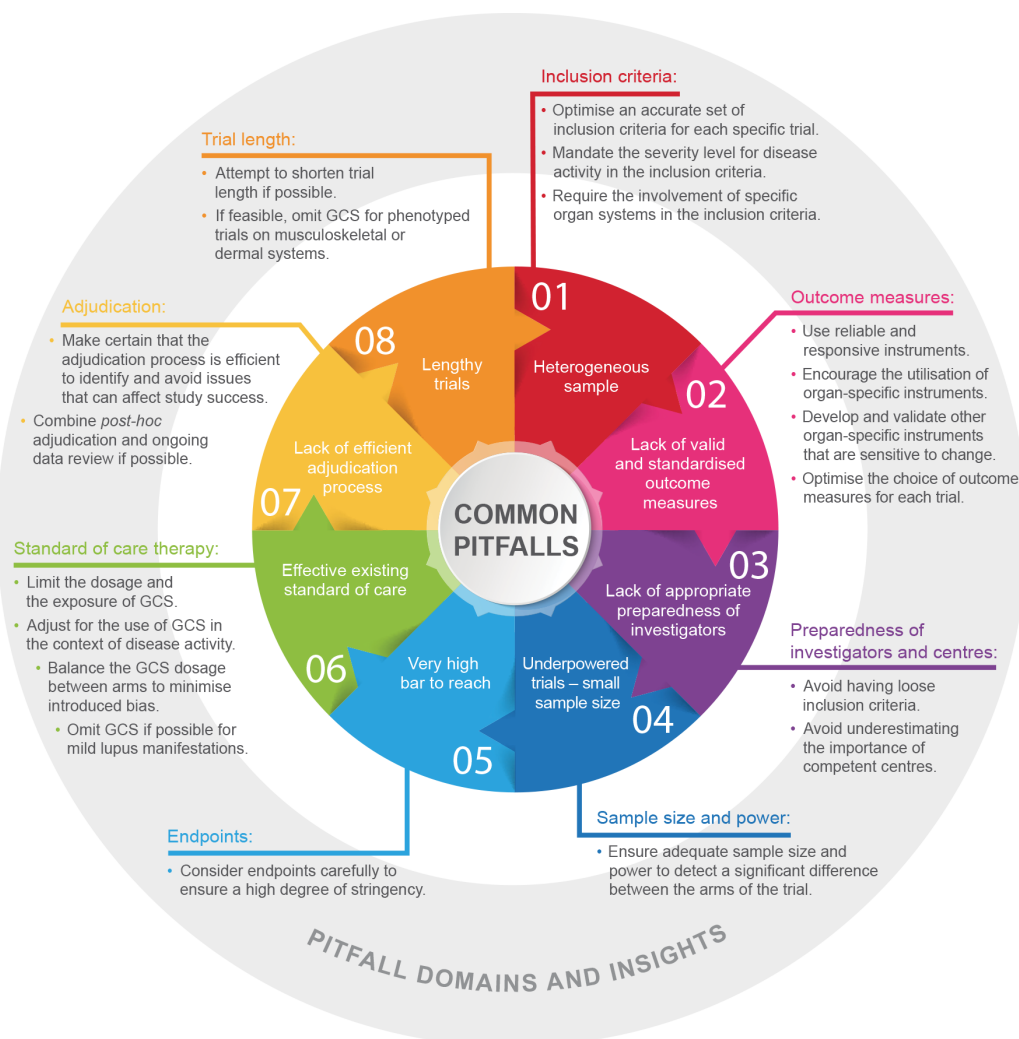 Inclusion criteria:
• Optimise an accurate set of
inclusion criteria for each specific trial.
• Mandate the severity level for disease
activity in the inclusion criteria.
• Require the involvement of specific
organ systems in the inclusion criteria.
Trial length:
• Attempt to shorten trial
length if possible.
• If feasible, omit GCS for phenotyped
trials on musculoskeletal or
dermal systems.
Adjudication:
• Make certain that the
adjudication process is efficient
to identify and avoid issues
that can affect study success.
• Combine post-hoc
adjudication and ongoing
data review if possible.
Outcome measures:
• Use reliable and
responsive instruments.
• Encourage the utilisation of
organ-specific instruments.
• Develop and validate other
organ-specific instruments
that are sensitive to change.
• Optimise the choice of outcome
measures for each trial.
01
Heterogeneous
sample
02
Lack of valid
and standardised
outcome
measures
03
Lack of appropriate
preparedness of
investigators
04
Underpowered
trials – small
sample size
05
Very high
bar to reach
06
Effective existing
standard of care
07
Lack of efficient
adjudication
process
08
Lengthy
trials
COMMON
PITFALLS
Standard of care therapy:
• Limit the dosage and
the exposure of GCS.
• Adjust for the use of GCS in
the context of disease activity.
• Balance the GCS dosage
between arms to minimise
introduced bias.
• Omit GCS if possible for
mild lupus manifestations.
Preparedness of
investigators and centres:
• Avoid having loose
inclusion criteria.
• Avoid underestimating
the importance of
competent centres.
Endpoints:
• Consider endpoints carefully to
ensure a high degree of stringency.
Sample size and power:
• Ensure adequate sample size and
power to detect a significant difference
between the arms of the trial.
PITFALL DOMAINS AND INSIGHTS